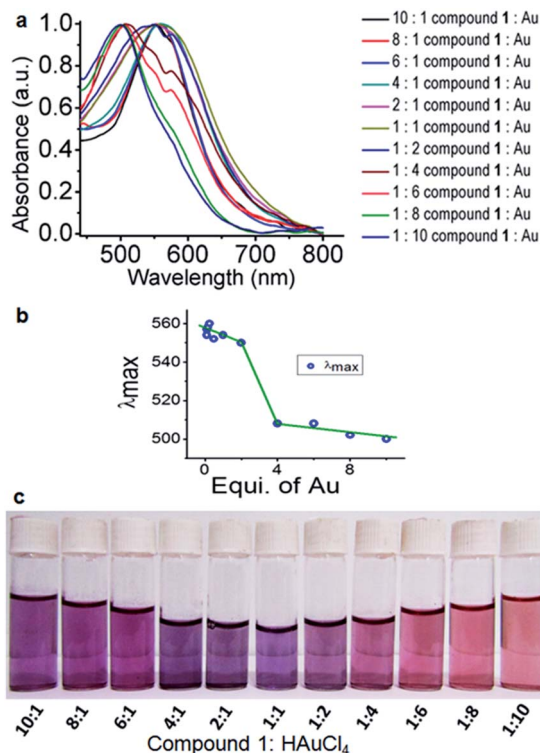 a
Absorbance (a.u.)
1.0
0.8
0.6
0.4
0.2
0.0
500
600
700
800
Wavelength (nm)
10 : 1 compound 1 : Au
8 : 1 compound 1 : Au
6 : 1 compound 1 : Au
4 : 1 compound 1 : Au
2 : 1 compound 1 : Au
1 : 1 compound 1 : Au
1 : 2 compound 1 : Au
1 : 4 compound 1 : Au
1 : 6 compound 1 : Au
1 : 8 compound 1 : Au
1 : 10 compound 1 : Au
b
λmax
560
540
520
500
λmax
0
4
8
Equi. of Au
c
10:1
8:1
6:1
4:1
2:1
1:1
1:2
1:4
1:6
1:8
1:10
Compound 1: HAuCl4